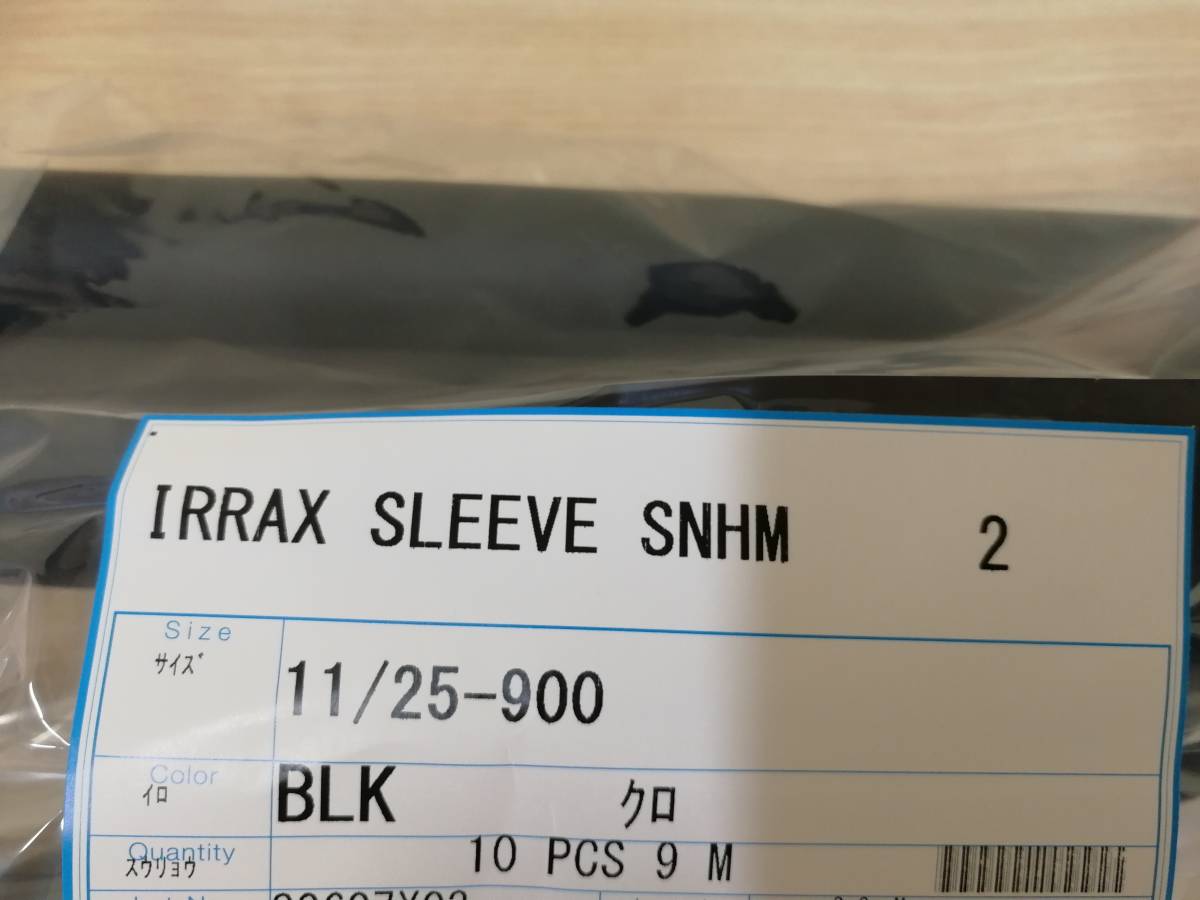 IRRAX SLEEVE SNHM 2
Size
サイズ
11/25-900
Color
イロ
BLK クロ
Quantity
スウリョウ
10 PCS 9 M